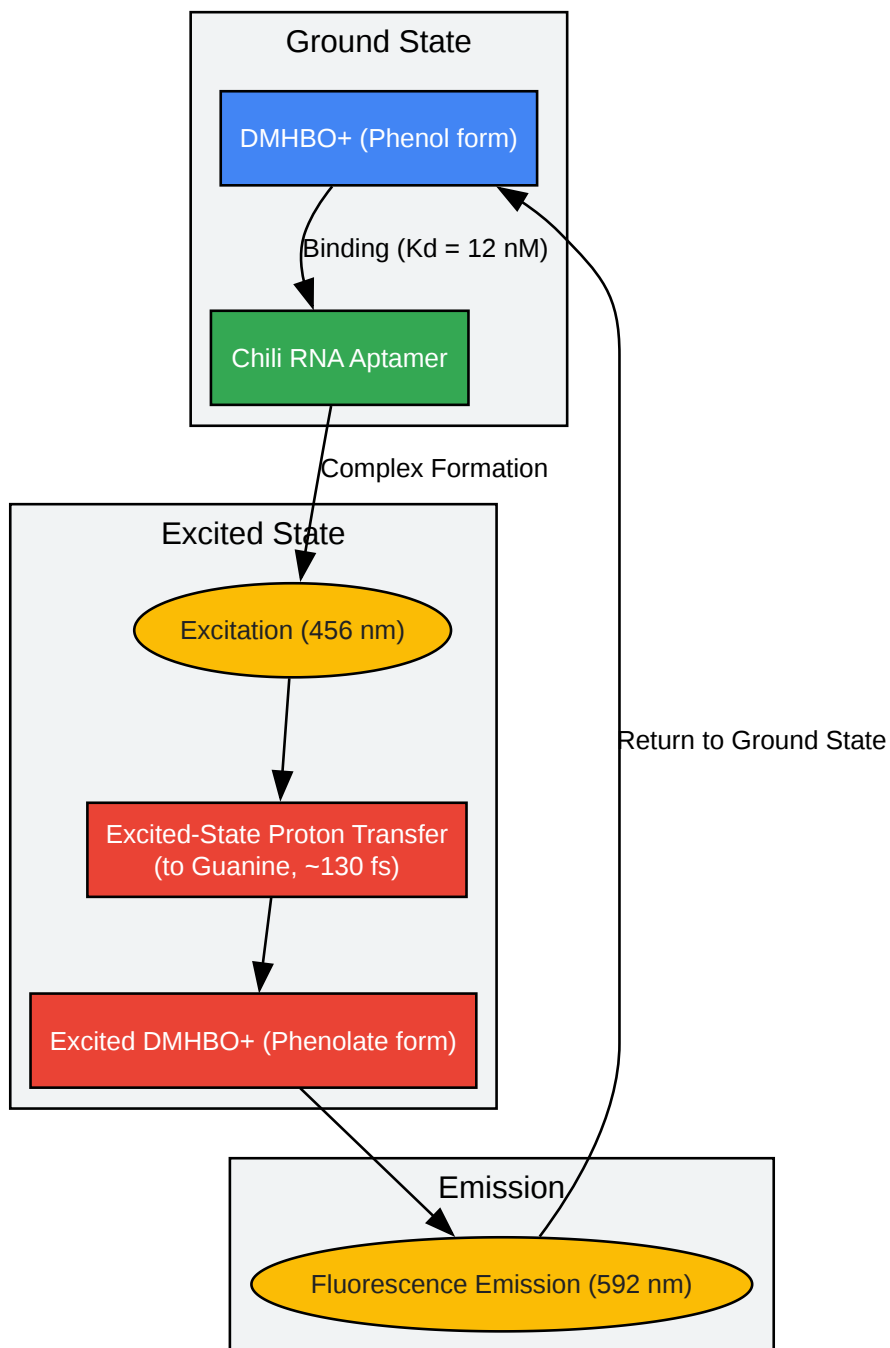 Ground State
DMHBO+ (Phenol form)
Binding (Kd = 12 nM)
Chili RNA Aptamer
Complex Formation
Excited State
Excitation (456 nm)
Return to Ground State
Excited-State Proton Transfer
(to Guanine, ~130 fs)
Excited DMHBO+ (Phenolate form)
Emission
Fluorescence Emission (592 nm)